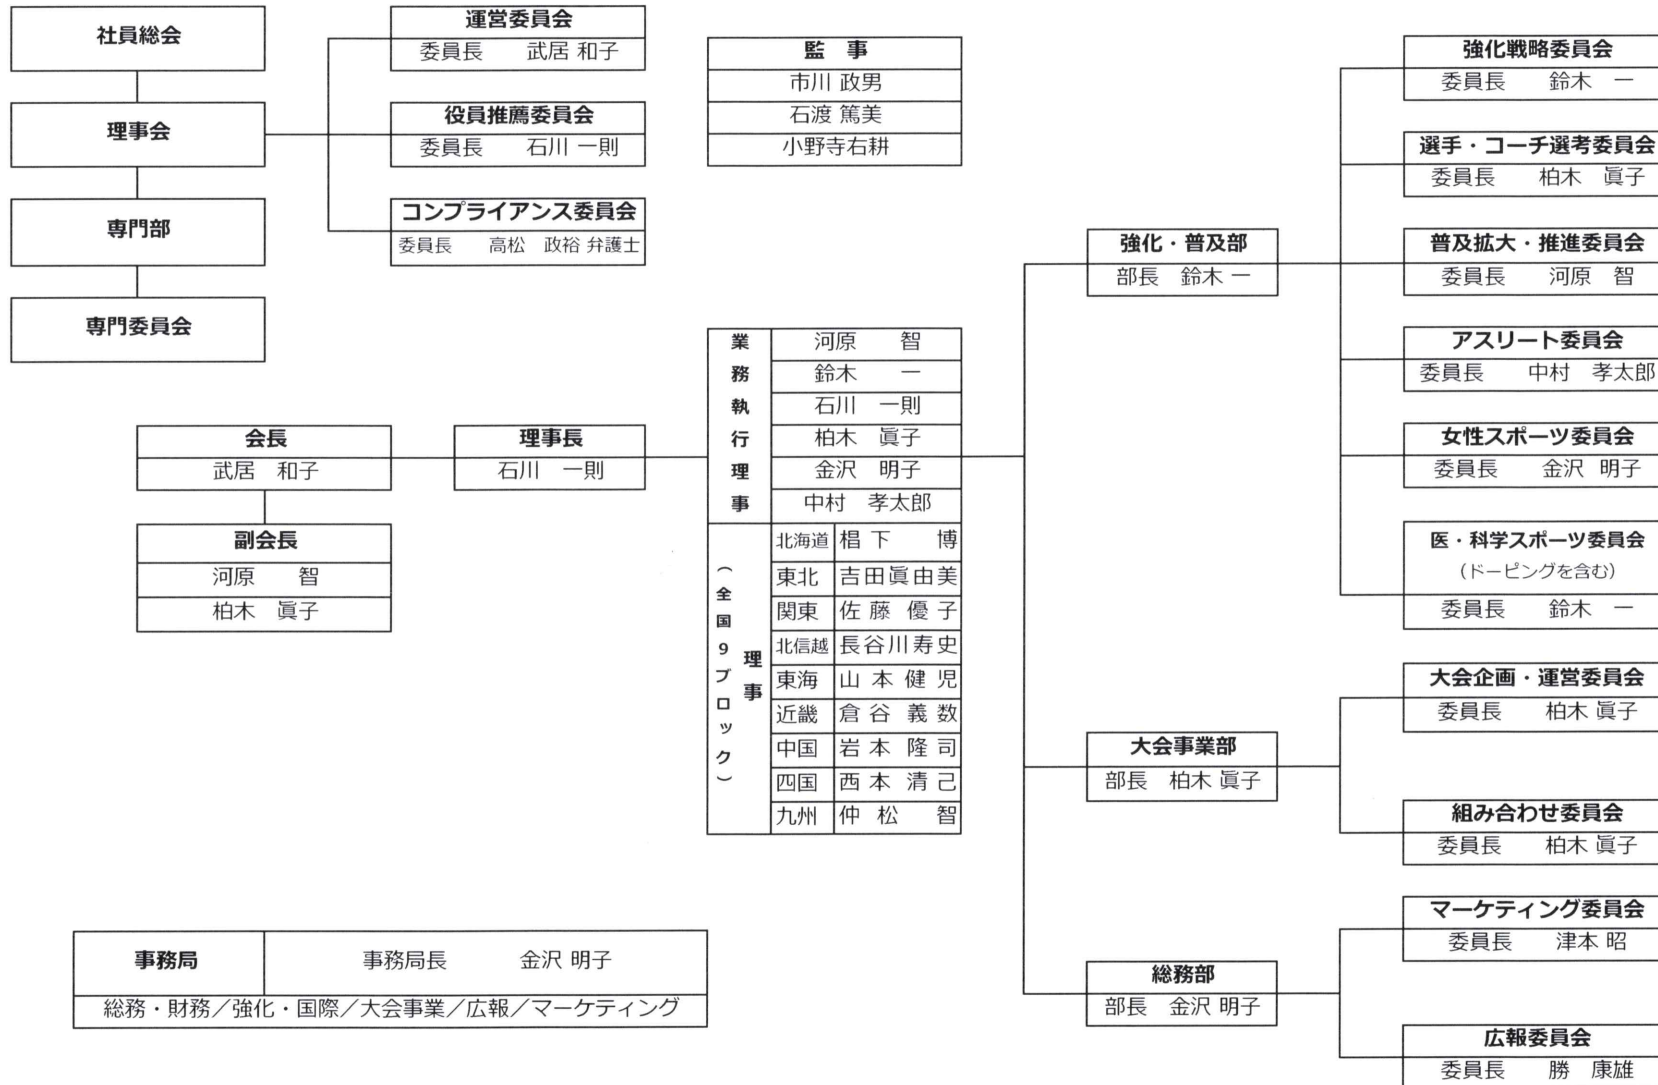 社員総会
理事会
専門部
専門委員会
運営委員会
委員長 武居 和子
役員推薦委員会
委員長 石川 一則
コンプライアンス委員会
委員長 高松 政裕 弁護士
監 事
市川 政男
石渡 篤美
小野寺右耕
会長
武居 和子
副会長
河原 智
柏木 眞子
理事長
石川 一則
業務執行理事
河原 智
鈴木 一
石川 一則
柏木 眞子
金沢 明子
中村 孝太郎
理事
(全国9ブロック)
北海道 椙下 博
東北 吉田眞由美
関東 佐藤 優子
北信越 長谷川寿史
東海 山本健児
近畿 倉谷 義数
中国 岩本 隆司
四国 西本 清己
九州 仲松 智
強化・普及部
部長 鈴木 一
強化戦略委員会
委員長 鈴木 一
選手・コーチ選考委員会
委員長 柏木 眞子
普及拡大・推進委員会
委員長 河原 智
アスリート委員会
委員長 中村 孝太郎
女性スポーツ委員会
委員長 金沢 明子
医・科学スポーツ委員会
(ドーピングを含む)
委員長 鈴木 一
大会事業部
部長 柏木 眞子
大会企画・運営委員会
委員長 柏木 眞子
組み合わせ委員会
委員長 柏木 眞子
総務部
部長 金沢 明子
マーケティング委員会
委員長 津本 昭
広報委員会
委員長 勝 康雄
事務局
事務局長 金沢 明子
総務・財務／強化・国際／大会事業／広報／マーケティング